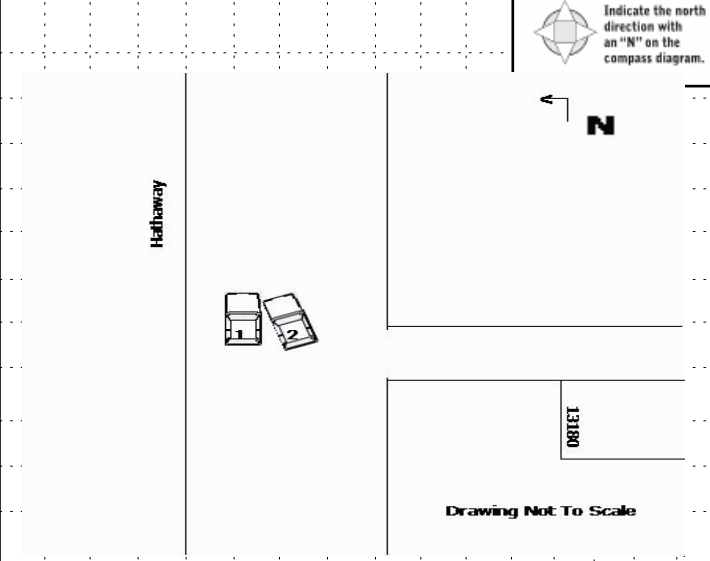 Indicate the north
direction with
an "N" on the
compass diagram.
N
Hathaway
1
2
13180
Drawing Not To Scale